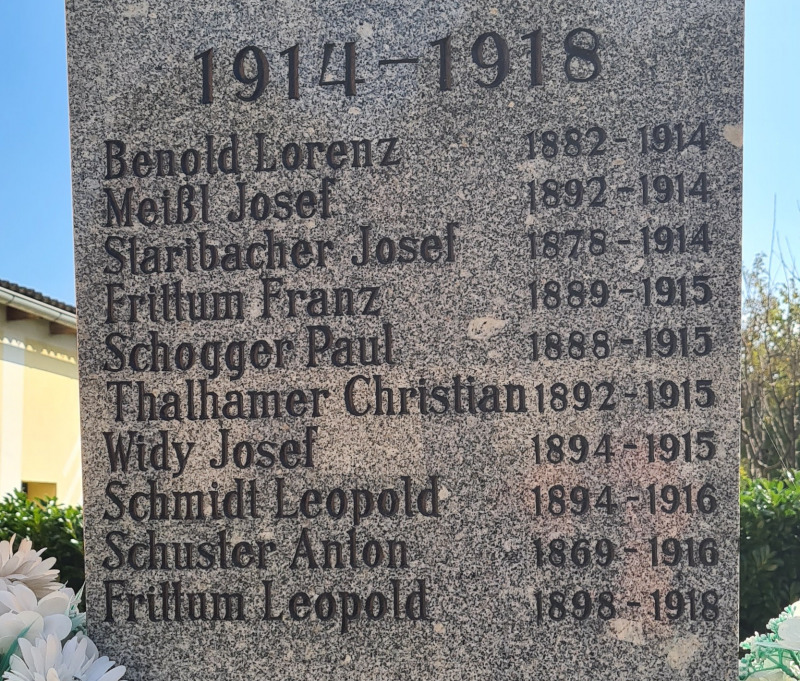 1914-1918
Benold Lorenz 1882-1914
Meißl Josef 1892-1914
Staribacher Josef 1878-1914
Frittum Franz 1889-1915
Schogger Paul 1888-1915
Thalhamer Christian 1892-1915
Widy Josef 1894-1915
Schmidt Leopold 1894-1916
Schuster Anton 1869-1916
Frittum Leopold 1898-1918